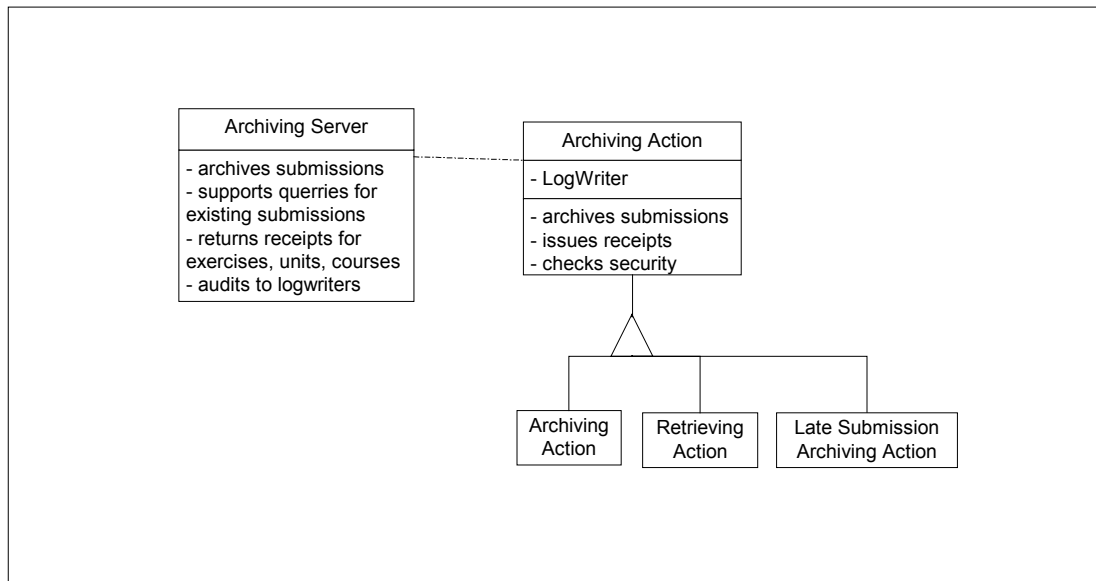 Archiving Server
- archives submissions
- supports querries for
existing submissions
- returns receipts for
exercises, units, courses
- audits to logwriters
Archiving Action
- LogWriter
- archives submissions
- issues receipts
- checks security
Archiving
Action
Retrieving
Action
Late Submission
Archiving Action